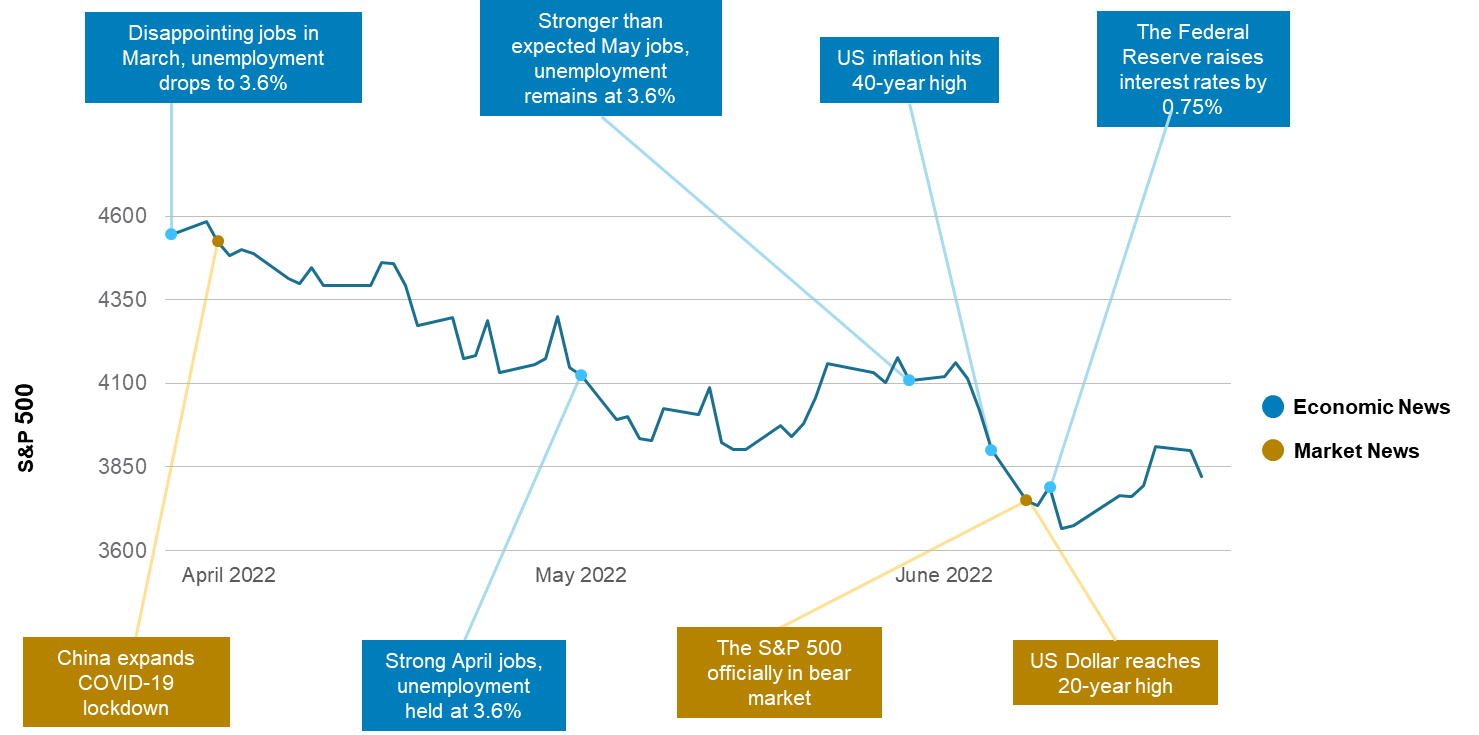 Disappointing jobs in
March, unemployment
drops to 3.6%
Stronger than
expected May jobs,
unemployment
remains at 3.6%
US inflation hits
40-year high
The Federal
Reserve raises
interest rates by
0.75%
4600
4350
4100
3850
3600
S&P 500
April 2022
May 2022
June 2022
Economic News
Market News
China expands
COVID-19
lockdown
Strong April jobs,
unemployment
held at 3.6%
The S&P 500
officially in bear
market
US Dollar reaches
20-year high